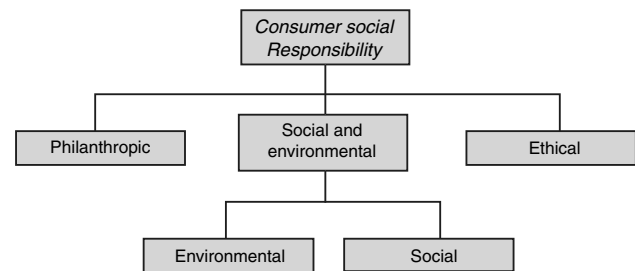 Consumer social
Responsibility
Philanthropic
Social and
environmental
Ethical
Environmental
Social